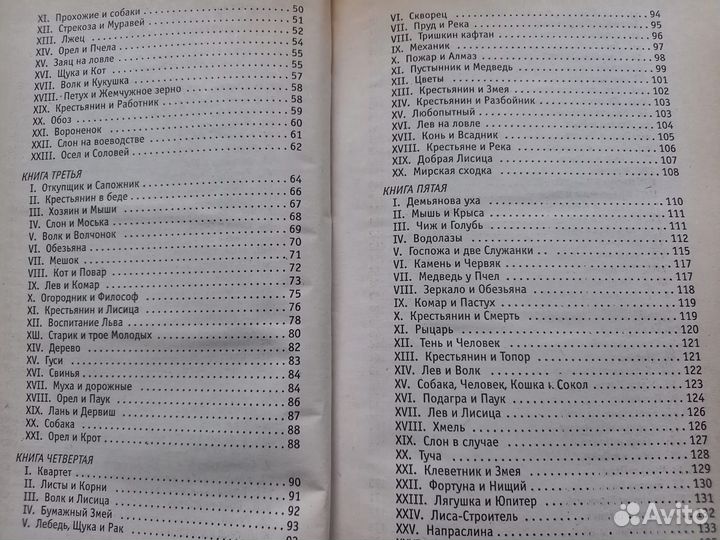 XI. Прохожие и собаки 50
XII. Стрекоза и Муравей 51
XIII. Лжец 52
XIV. Орел и Пчела 54
XV. Заяц на ловле 55
XVI. Щука и Кот 55
XVII. Волк и Кукушка 57
XVIII. Петух и Жемчужное зерно 58
XIX. Крестьянин и Работник 58
XX. Обоз 59
XXI. Вороненок 60
XXII. Слон на воеводстве 61
XXIII. Осел и Соловей 62
КНИГА ТРЕТЬЯ
I. Откупщик и Сапожник 64
II. Крестьянин в беде 66
III. Хозяин и Мыши 67
IV. Слон и Моська 68
V. Волк и Волчонок 69
VI. Обезьяна 70
VII. Мешок 71
VIII. Кот и Повар 72
IX. Лев и Комар 73
X. Огородник и Философ 75
XI. Крестьянин и Лисица 76
XII. Воспитание Льва 78
XШ. Старик и трое Молодых 80
XIV. Дерево 82
XV. Гуси 83
XVI. Свинья 84
XVII. Муха и дорожные 84
XVIII. Орел и Паук 86
XIX. Лань и Дервиш 87
XX. Собака 88
XXI. Орел и Крот 88
КНИГА ЧЕТВЕРТАЯ
I. Квартет 90
II. Листы и Корни 91
III. Волк и Лисица 92
IV. Бумажный Змей 92
V. Лебедь, Щука и Рак 93
VI. Скворец 94
VII. Пруд и Река 95
VIII. Тришкин кафтан 96
IX. Механик 97
X. Пожар и Алмаз 98
XI. Пустынник и Медведь 99
XII. Цветы 101
XIII. Крестьянин и Змея 102
XIV. Крестьянин и Разбойник 103
XV. Любопытный 103
XVI. Лев на ловле 104
XVII. Конь и Всадник 105
XVIII. Крестьяне и Река 106
XIX. Добрая Лисица 107
XX. Мирская сходка 108
КНИГА ПЯТАЯ
I. Демьянова уха 110
II. Мышь и Крыса 111
III. Чиж и Голубь 111
IV. Водолазы 112
V. Госпожа и две Служанки 115
VI. Камень и Червяк 117
VII. Медведь у Пчел 117
VIII. Зеркало и Обезьяна 118
IX. Комар и Пастух 119
X. Крестьянин и Смерть 119
XI. Рыцарь 120
XII. Тень и Человек 121
XIII. Крестьянин и Топор 121
XIV. Лев и Волк 122
XV. Собака, Человек, Кошка и Сокол 123
XVI. Подагра и Паук 124
XVII. Лев и Лисица 126
XVIII. Хмель 126
XIX. Слон в случае 127
XX. Туча 128
XXI. Клеветник и Змея 129
XXII. Фортуна и Нищий 130
XXIII. Лягушка и Юпитер 131
XXIV. Лиса-Строитель 132
XXV. Напраслина
Avito